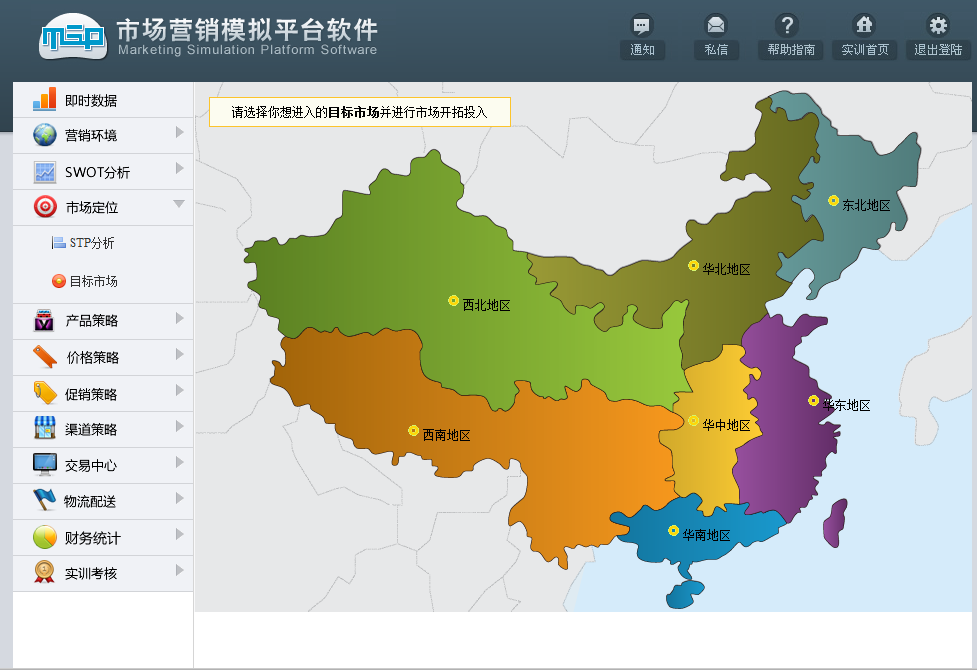 msp
市场营销模拟平台软件
Marketing Simulation Platform Software
通知
私信
帮助指南
实训首页
退出登陆
即时数据
营销环境
SWOT分析
市场定位
STP分析
目标市场
产品策略
价格策略
促销策略
渠道策略
交易中心
物流配送
财务统计
实训考核
请选择你想进入的目标市场并进行市场开拓投入
东北地区
华北地区
西北地区
华东地区
华中地区
西南地区
华南地区